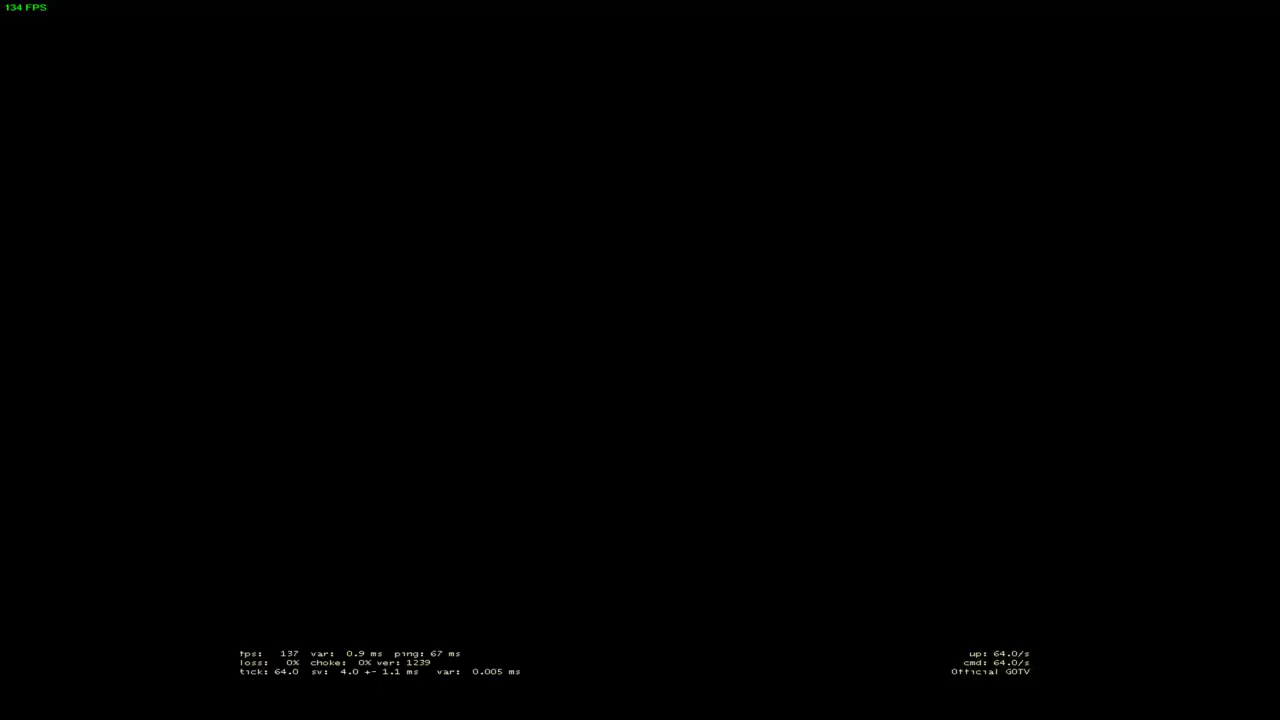 134 FPS
fps: 137 var: 0.9 ms ping: 67 ms
loss: 0% choke: 0% ver: 1239
tick: 64.0 sv: 4.0 +- 1.1 ms var: 0.005 ms
up: 64.0/s
cmd: 64.0/s
Official GOTV